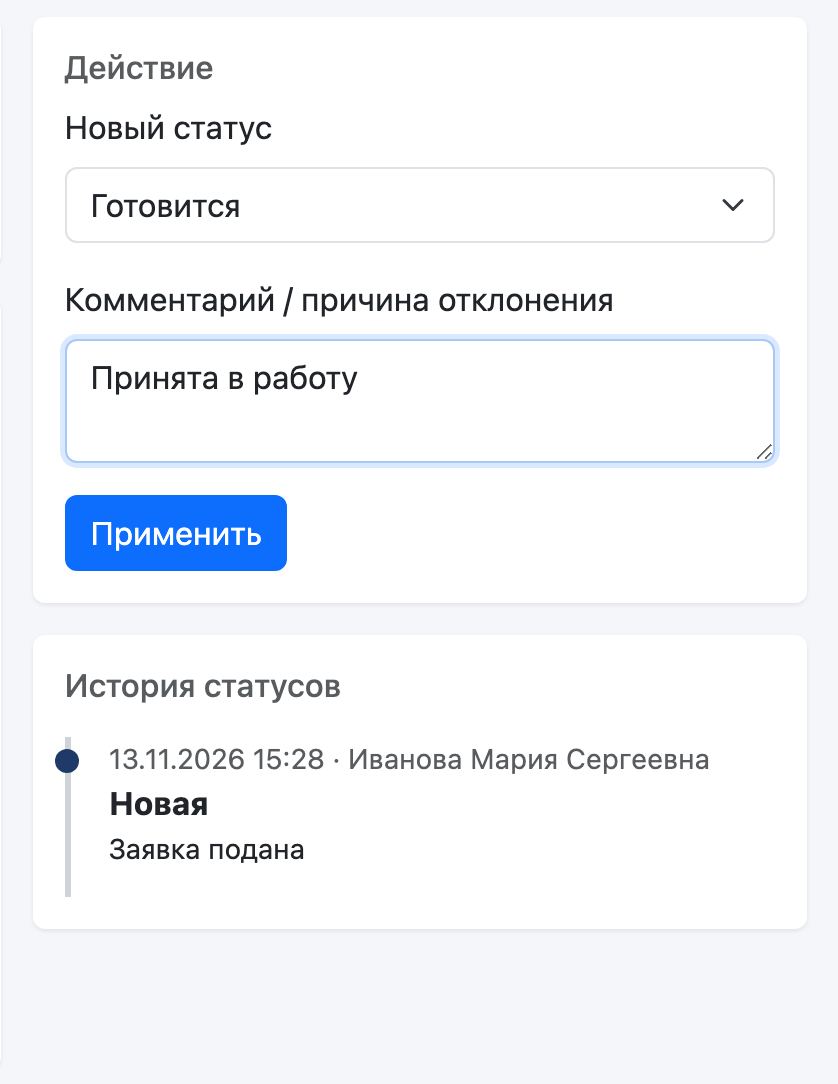 Действие
Новый статус
Готовится
Комментарий / причина отклонения
Принята в работу
Применить
История статусов
13.11.2026 15:28 · Иванова Мария Сергеевна
Новая
Заявка подана